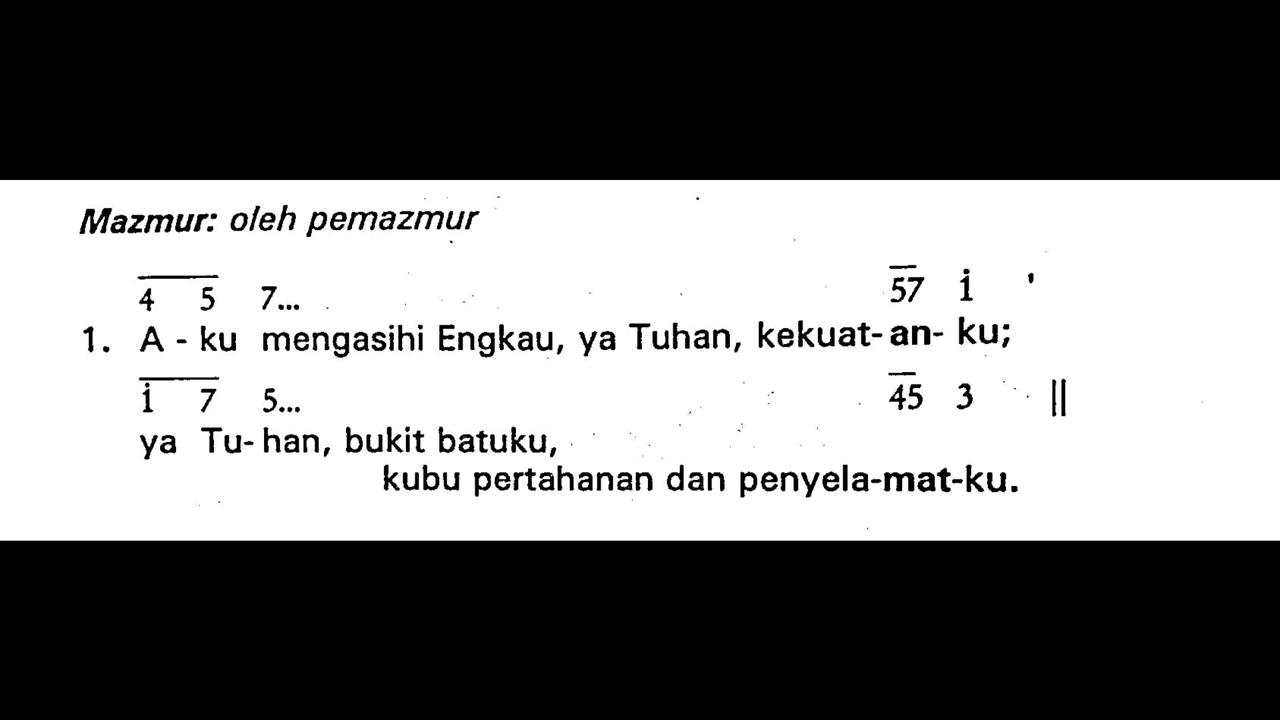 Mazmur: oleh pemazmur
4 5 7... 57 i '
1. A - ku mengasihi Engkau, ya Tuhan, kekuat-an- ku;
i 7 5... 45 3 ||
ya Tu- han, bukit batuku,
kubu pertahanan dan penyela-mat-ku.